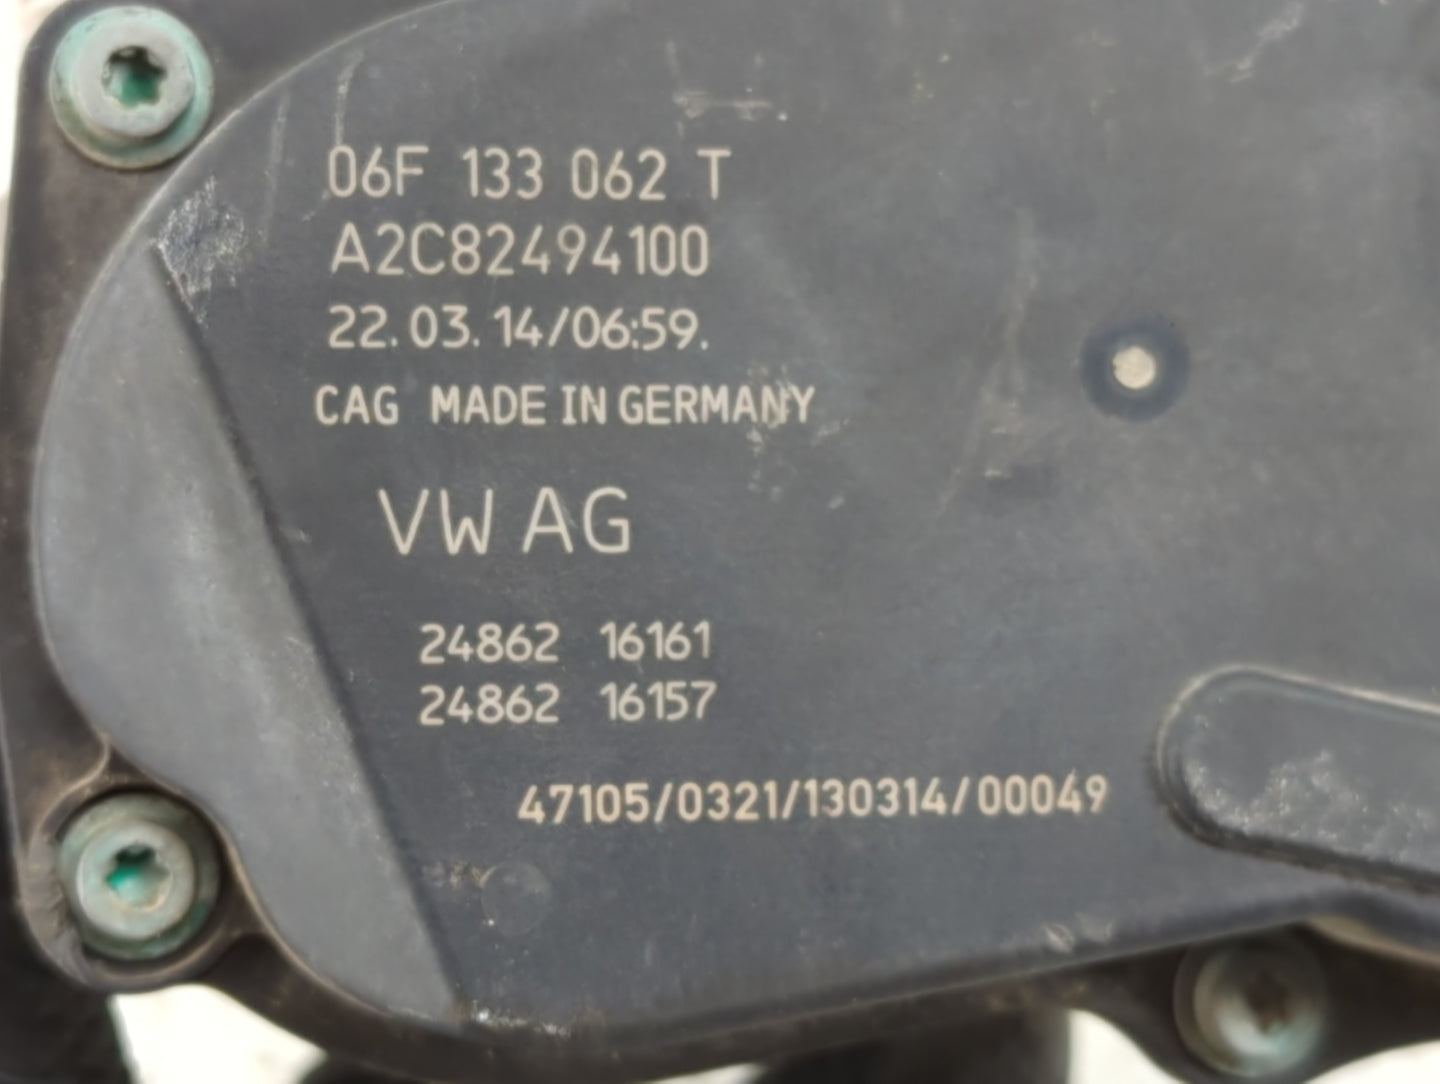 06F 133 062 T
A2C82494100
22.03.14/06:59.
CAG MADE IN GERMANY
VW AG
24862 16161
24862 16157
47105/0321/130314/00049